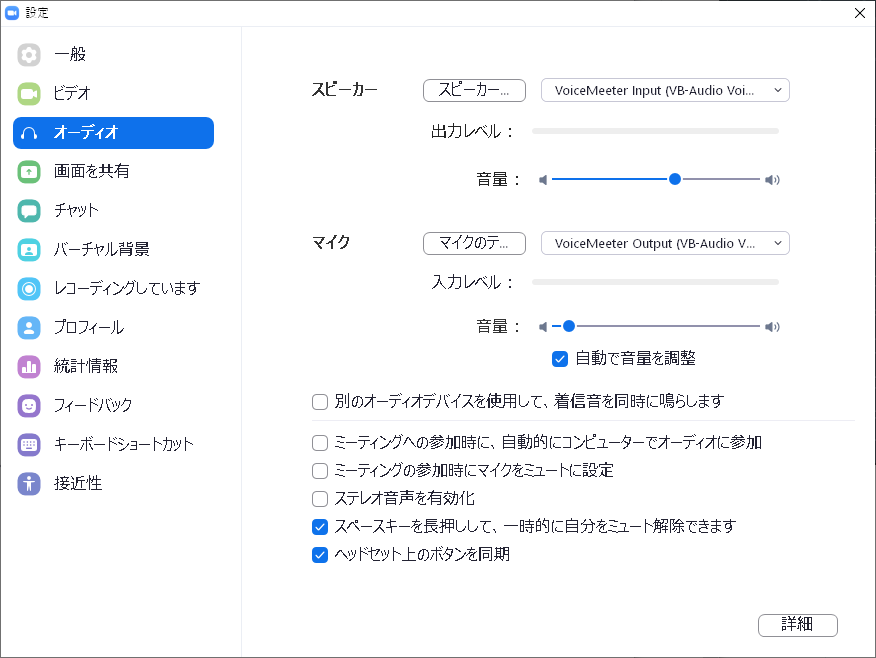 設定
一般
ビデオ
オーディオ
画面を共有
チャット
バーチャル背景
レコーディングしています
プロフィール
統計情報
フィードバック
キーボードショートカット
接近性
スピーカー スピーカー... VoiceMeeter Input (VB-Audio Voi...
出力レベル：
音量：
マイク マイクのテ... VoiceMeeter Output (VB-Audio V...
入力レベル：
音量：
自動で音量を調整
別のオーディオデバイスを使用して、着信音を同時に鳴らします
ミーティングへの参加時に、自動的にコンピューターでオーディオに参加
ミーティングの参加時にマイクをミュートに設定
ステレオ音声を有効化
スペースキーを長押しして、一時的に自分をミュート解除できます
ヘッドセット上のボタンを同期
詳細